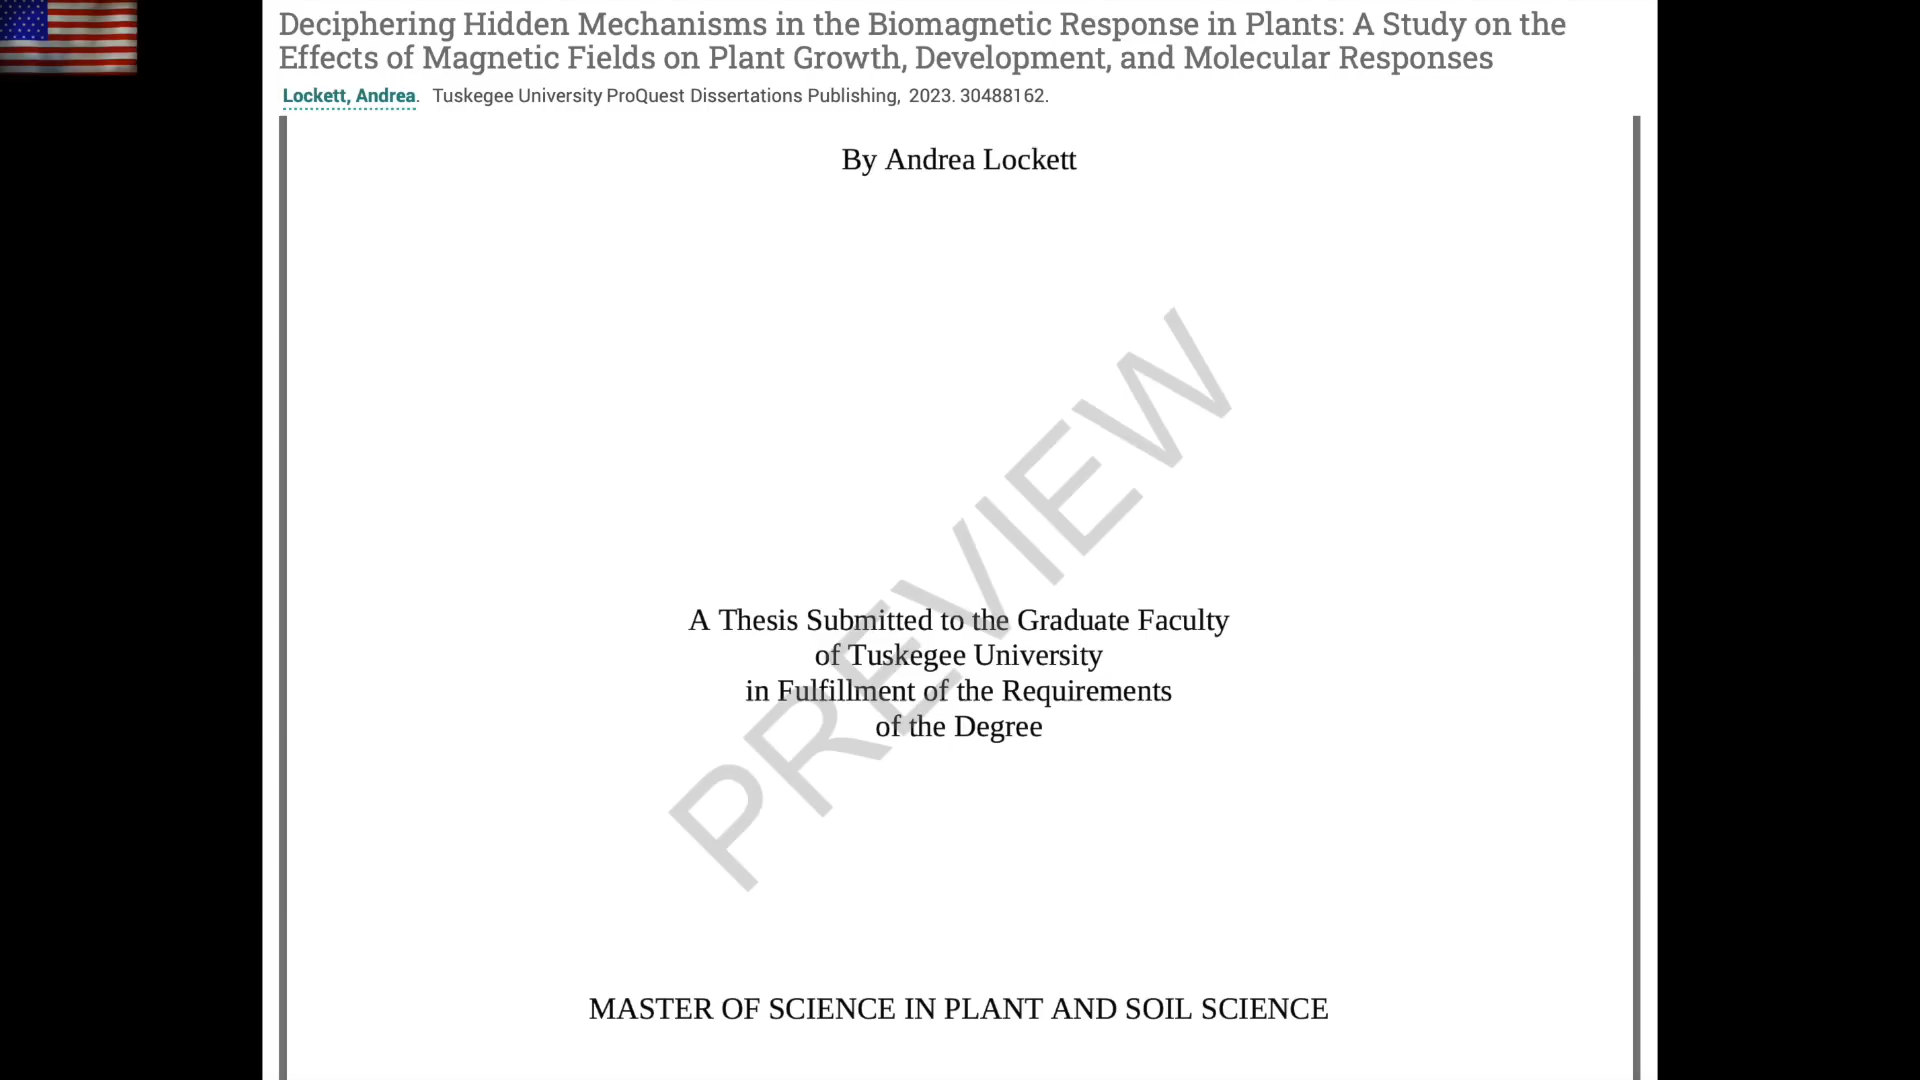 Deciphering Hidden Mechanisms in the Biomagnetic Response in Plants: A Study on the
Effects of Magnetic Fields on Plant Growth, Development, and Molecular Responses
Lockett, Andrea. Tuskegee University ProQuest Dissertations Publishing, 2023. 30488162.
By Andrea Lockett
PREVIEW
A Thesis Submitted to the Graduate Faculty
of Tuskegee University
in Fulfillment of the Requirements
of the Degree
MASTER OF SCIENCE IN PLANT AND SOIL SCIENCE